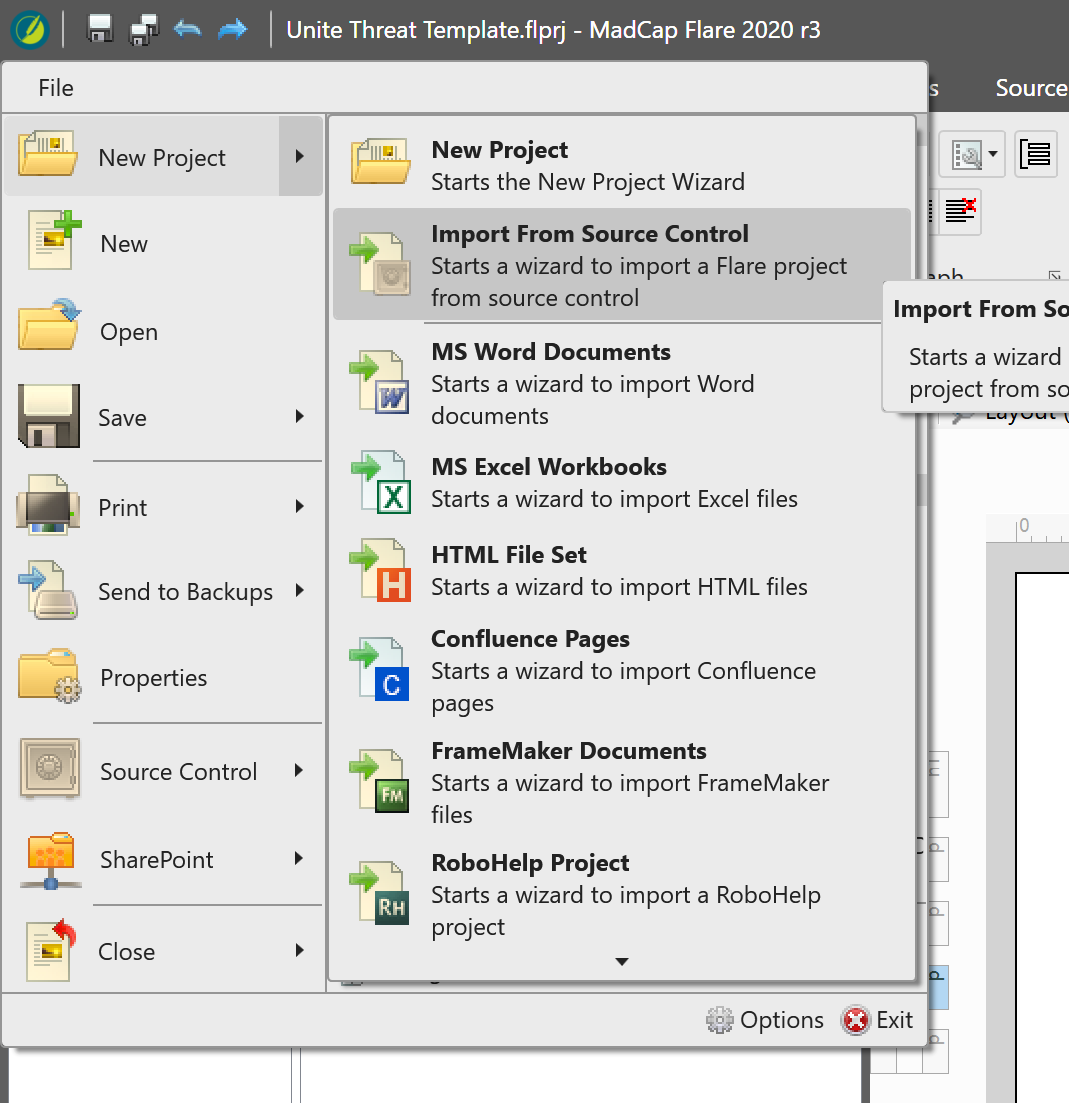 Unite Threat Template.flprj - MadCap Flare 2020 r3
File
Source
New Project
New
Open
Save
Print
Send to Backups
Properties
Source Control
SharePoint
Close
New Project
Starts the New Project Wizard
Import From Source Control
Starts a wizard to import a Flare project
from source control
MS Word Documents
Starts a wizard to import Word
documents
MS Excel Workbooks
Starts a wizard to import Excel files
HTML File Set
Starts a wizard to import HTML files
Confluence Pages
Starts a wizard to import Confluence
pages
FrameMaker Documents
Starts a wizard to import FrameMaker
files
RoboHelp Project
Starts a wizard to import a RoboHelp
project
Import From So
Starts a wizard
project from so
Layout (
0
W
X
H
C
FM
RH
p
p
p
p
Options
Exit